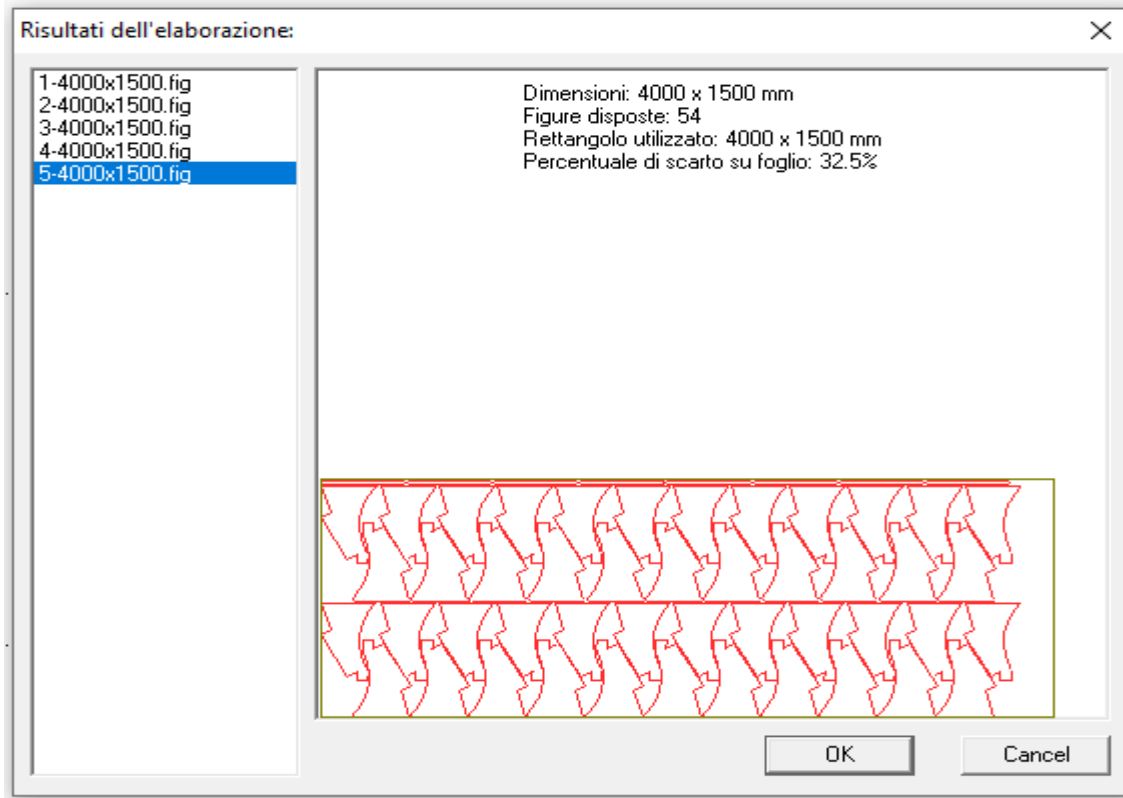 Risultati dell'elaborazione:
1-4000x1500.fig
2-4000x1500.fig
3-4000x1500.fig
4-4000x1500.fig
5-4000x1500.fig
Dimensioni: 4000 x 1500 mm
Figure disposte: 54
Rettangolo utilizzato: 4000 x 1500 mm
Percentuale di scarto su foglio: 32.5%
OK
Cancel